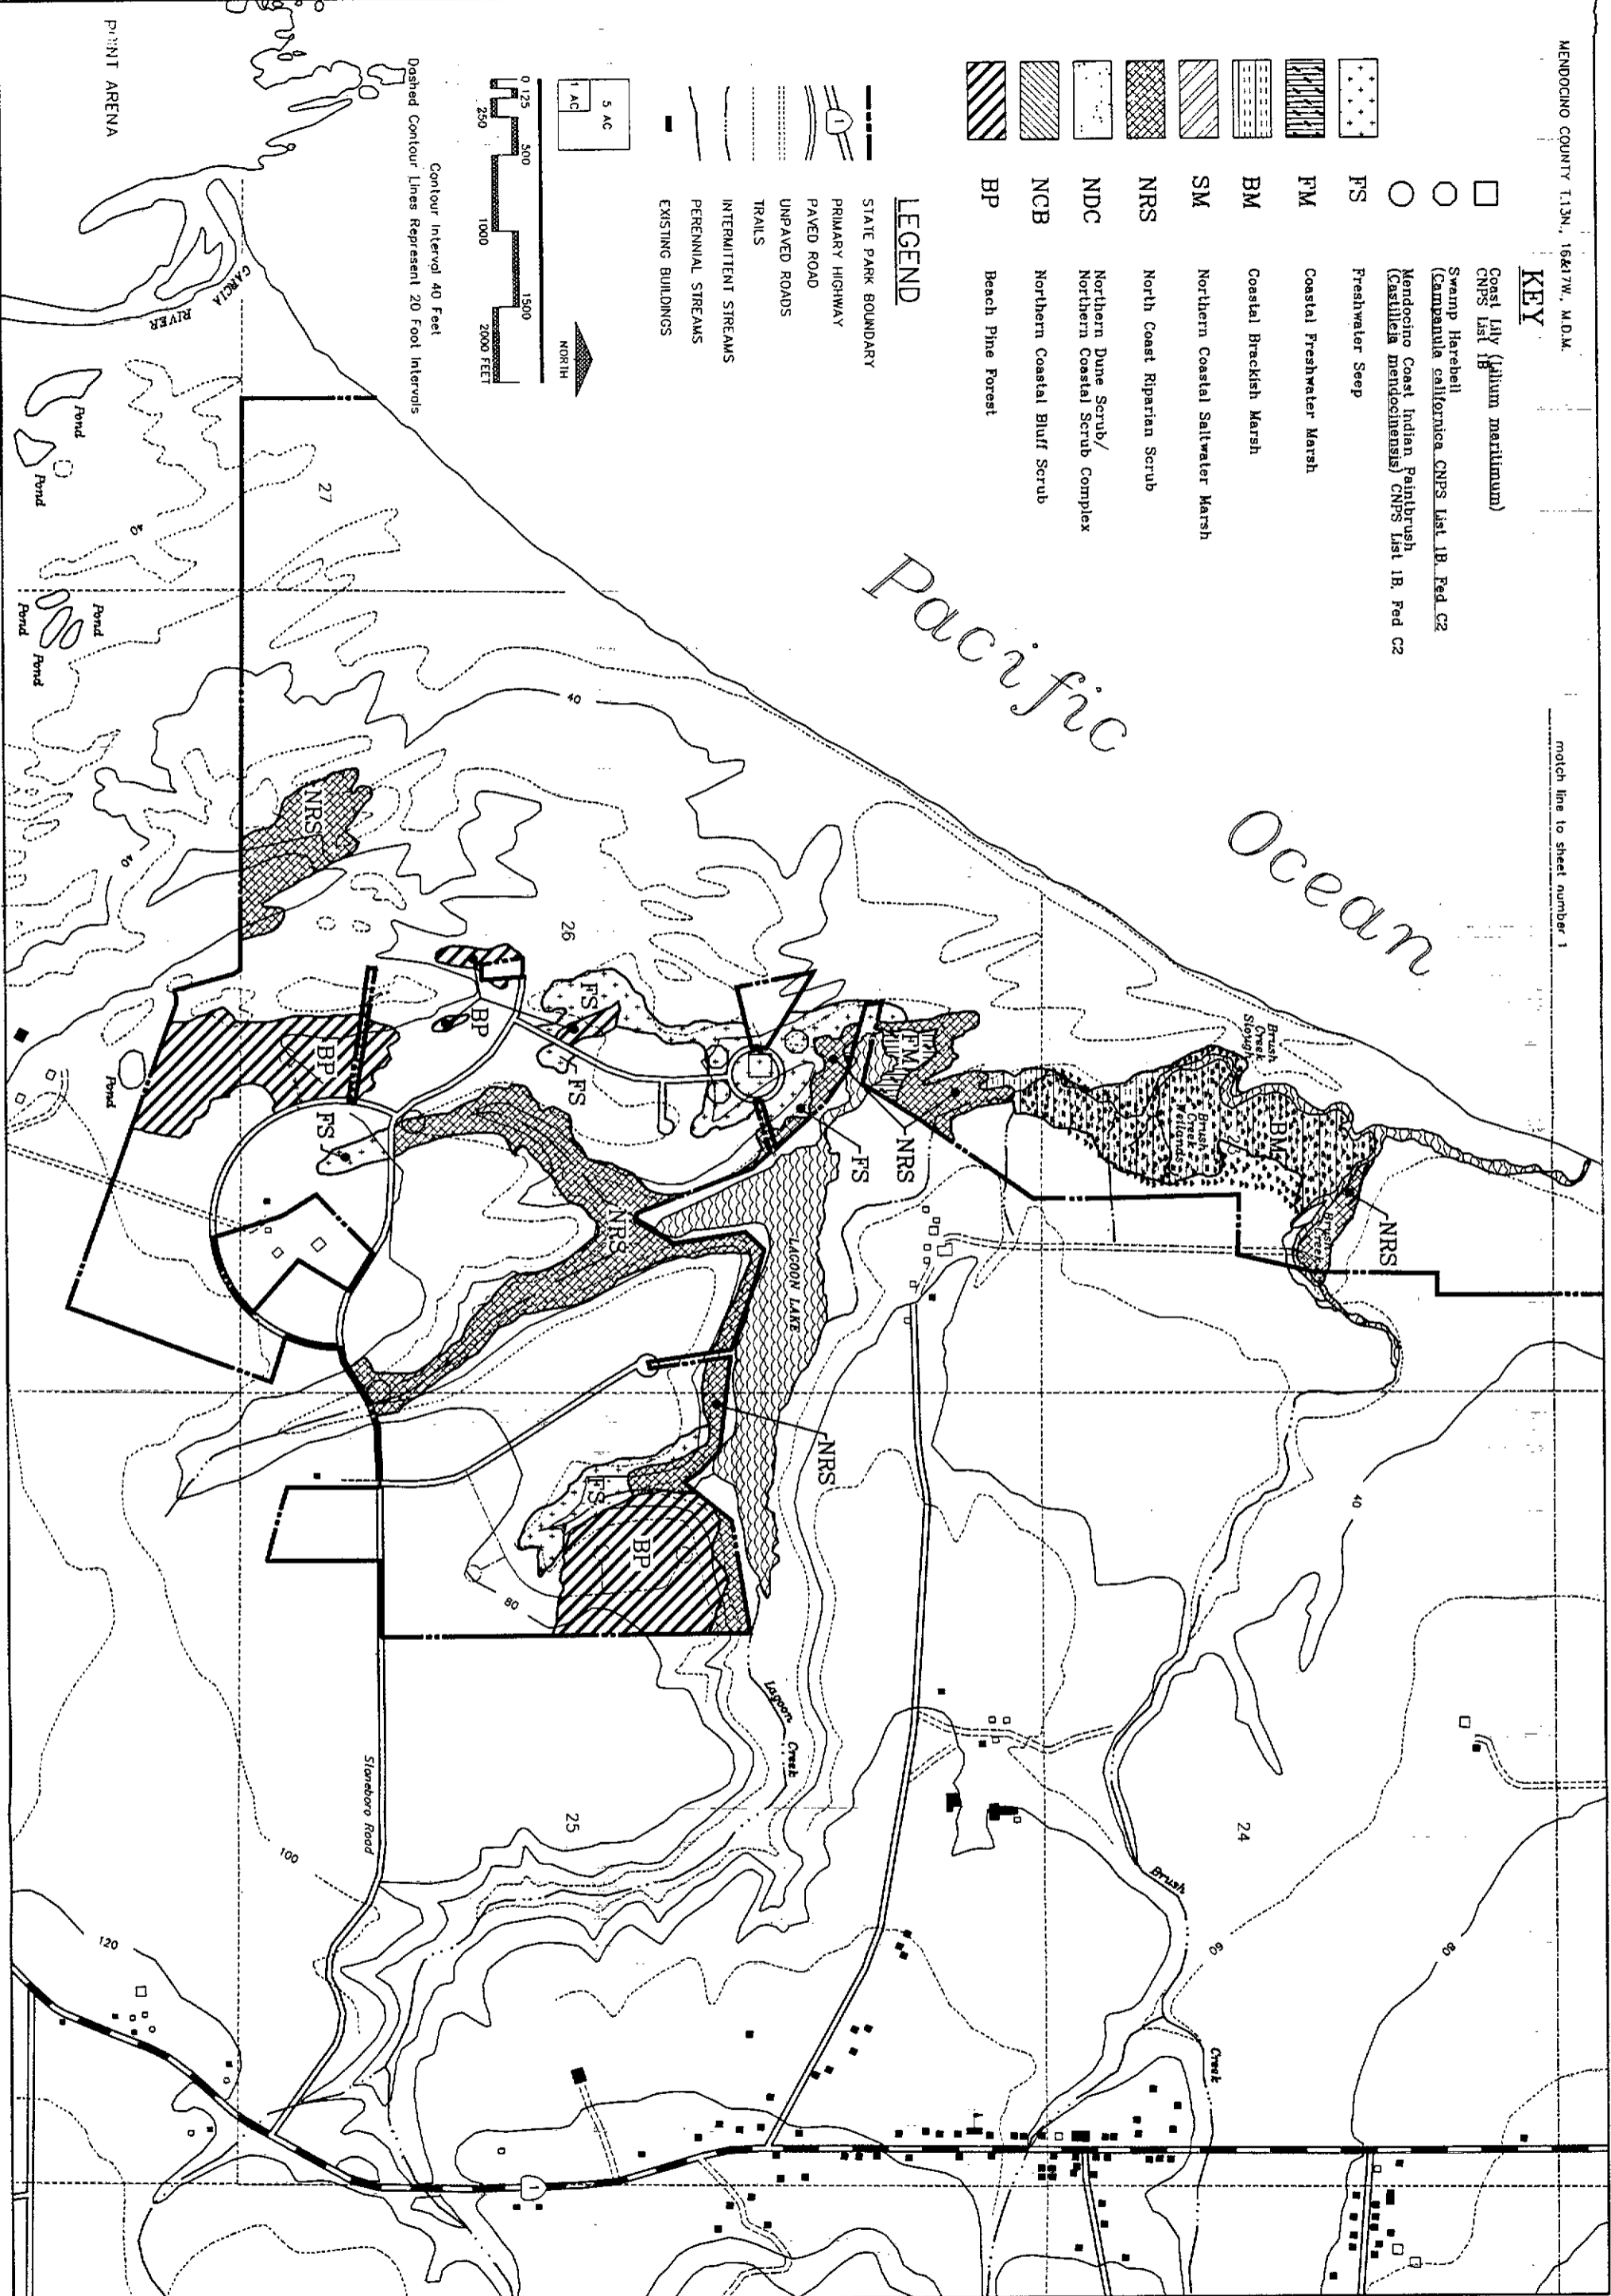 MENDOCINO COUNTY T.13N., 16&17W., M.D.M.
match line to sheet number 1
KEY
Coast Lily (Lilium maritimum)
CNPS List 1B
Swamp Harebell
(Campanula californica CNPS List 1B, Fed C2
Mendocino Coast Indian Paintbrush
(Castilleja mendocinensis) CNPS List 1B, Fed C2
FS Freshwater Seep
FM Coastal Freshwater Marsh
BM Coastal Brackish Marsh
SM Northern Coastal Saltwater Marsh
NRS North Coast Riparian Scrub
NDC Northern Dune Scrub/
Northern Coastal Scrub Complex
NCB Northern Coastal Bluff Scrub
BP Beach Pine Forest
LEGEND
STATE PARK BOUNDARY
1 PRIMARY HIGHWAY
PAVED ROAD
UNPAVED ROADS
TRAILS
INTERMITTENT STREAMS
PERENNIAL STREAMS
EXISTING BUILDINGS
5 AC
1 AC
NORTH
0 125 500 1500
250 1000 2000 FEET
Contour Interval 40 Feet
Dashed Contour Lines Represent 20 Foot Intervals
Pacific
Ocean
Brush
Creek
Slough
BM
Brush
Creek
Wetlands
NRS
Brush
Creek
40
24
Brush
Creek
60
80
FM
NRS
FS
LAGOON LAKE
NRS
Lagoon
Creek
40
26
FS
BP
FS
NRS
FS
BP
80
25
1
NRS
BP
FS
Stoneboro Road
100
120
27
40
40
Pond
Pond
Pond
Pond
Pond
Pond
GARCIA
RIVER
POINT ARENA